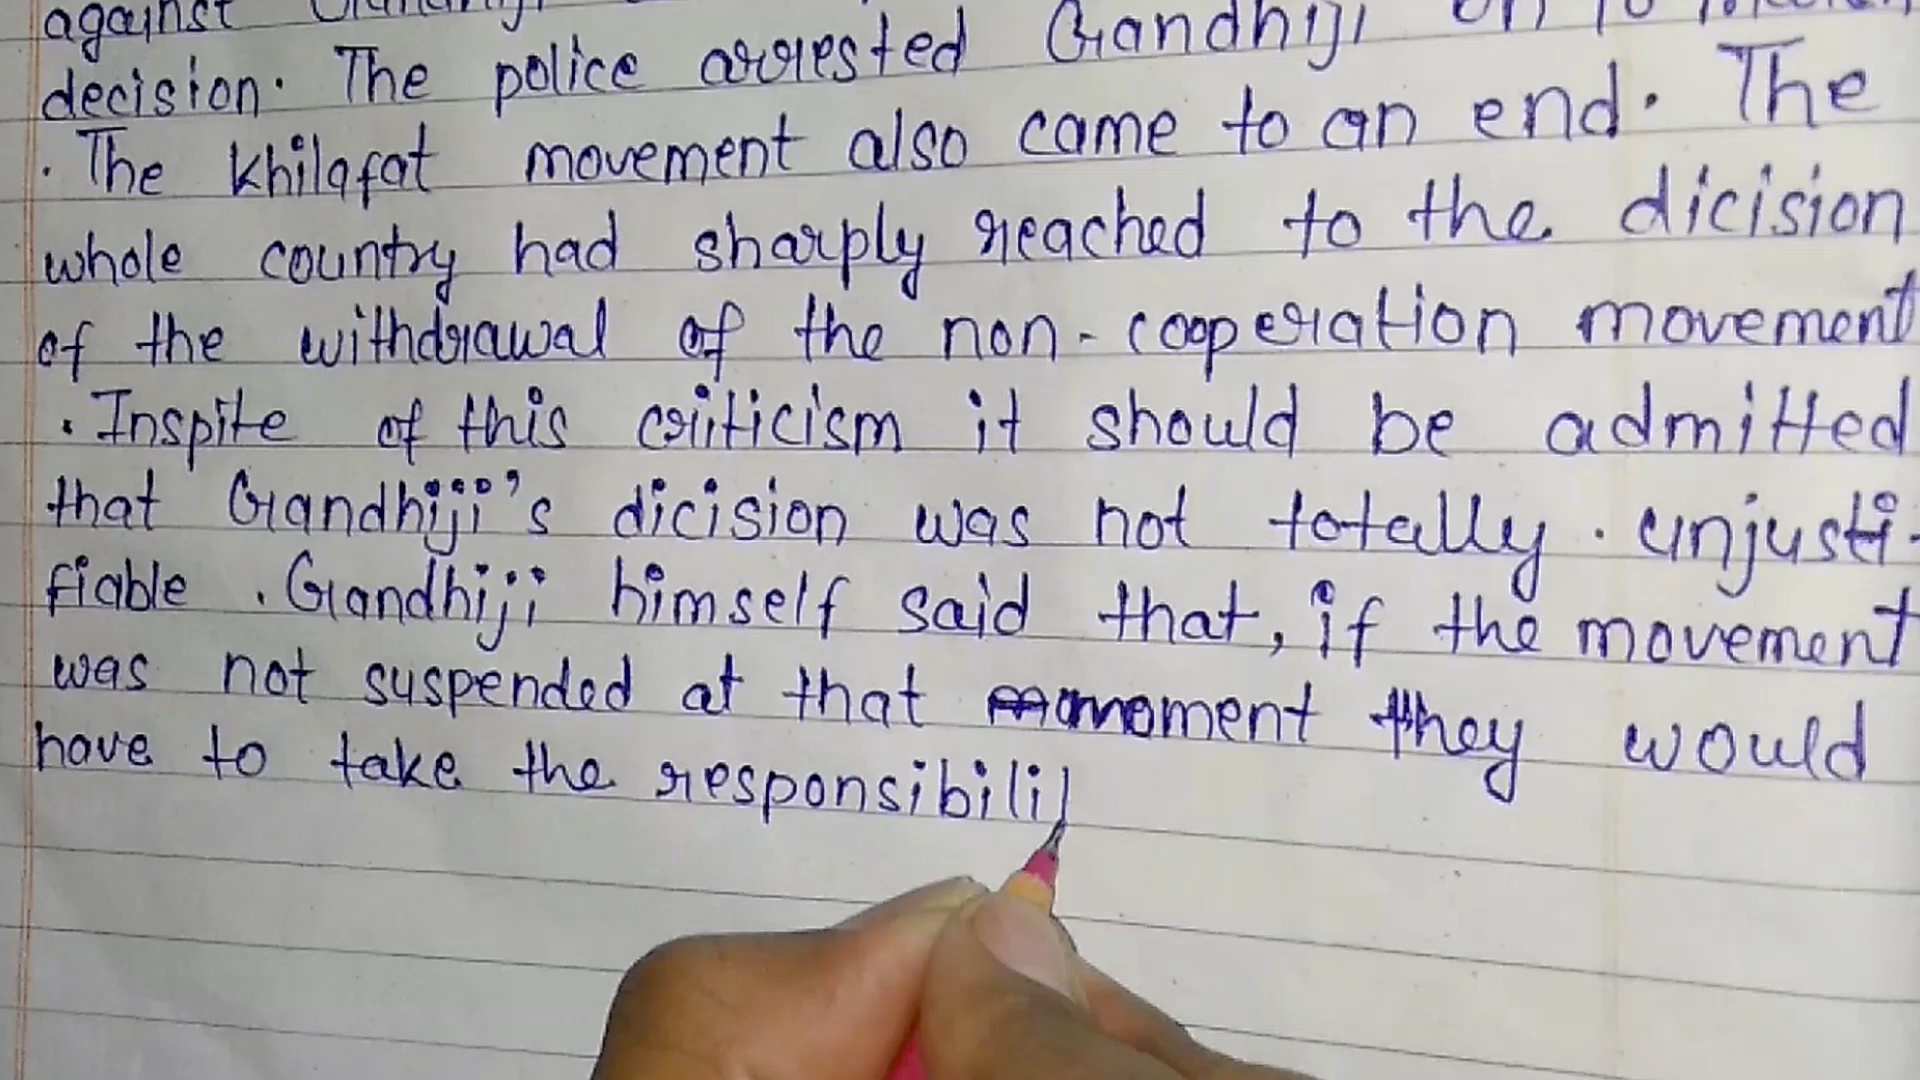 against
decision. The police arrested Gandhiji on 10
. The khilafat movement also came to an end. The
whole country had sharply reached to the dicision
of the withdrawal of the non-cooperation movement
. Inspite of this criticism it should be admitted
that Gandhiji's dicision was not totally. unjusti-
fiable. Gandhiji himself said that, if the movement
was not suspended at that moment they would
have to take the responsibili